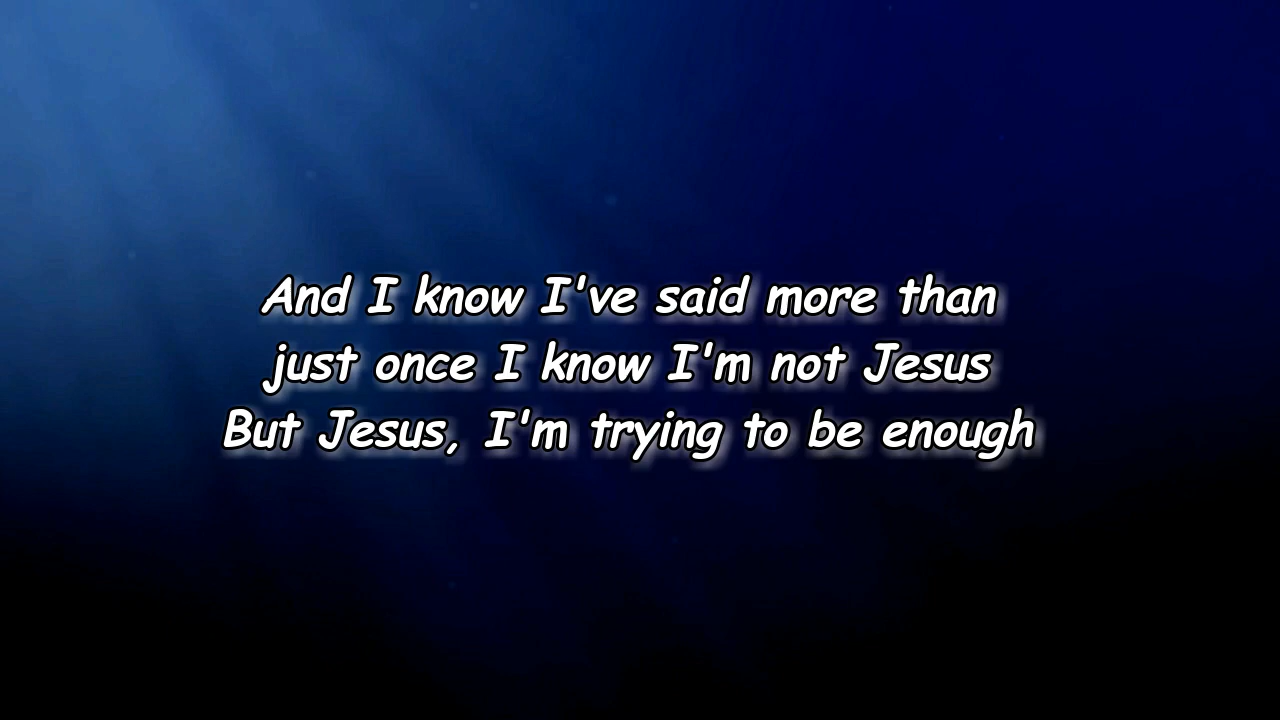 And I know I've said more than
just once I know I'm not Jesus
But Jesus, I'm trying to be enough